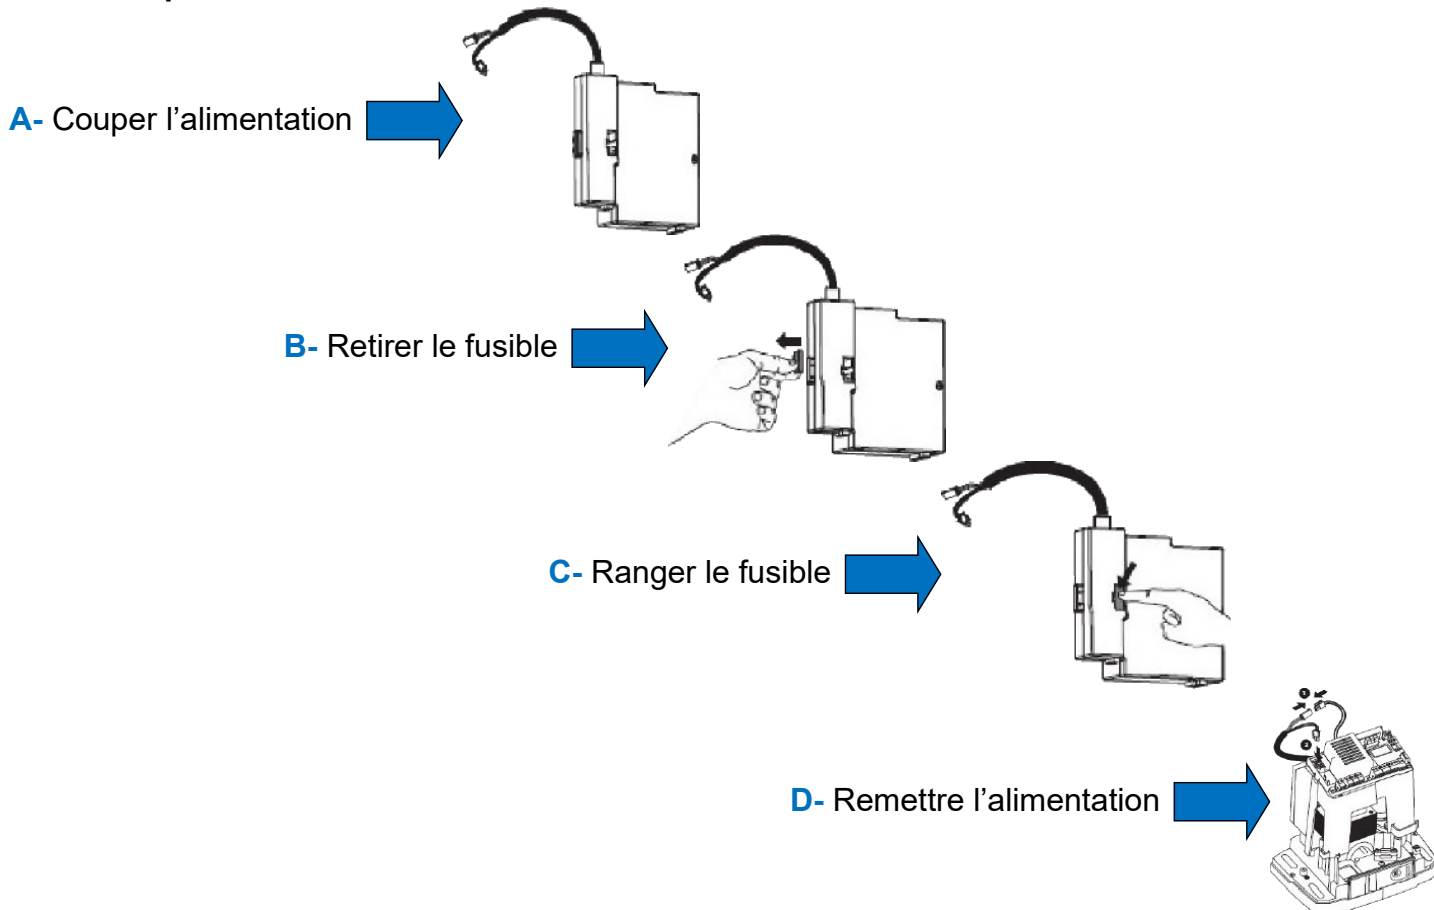 A- Couper l’alimentation
B- Retirer le fusible
C- Ranger le fusible
D- Remettre l’alimentation